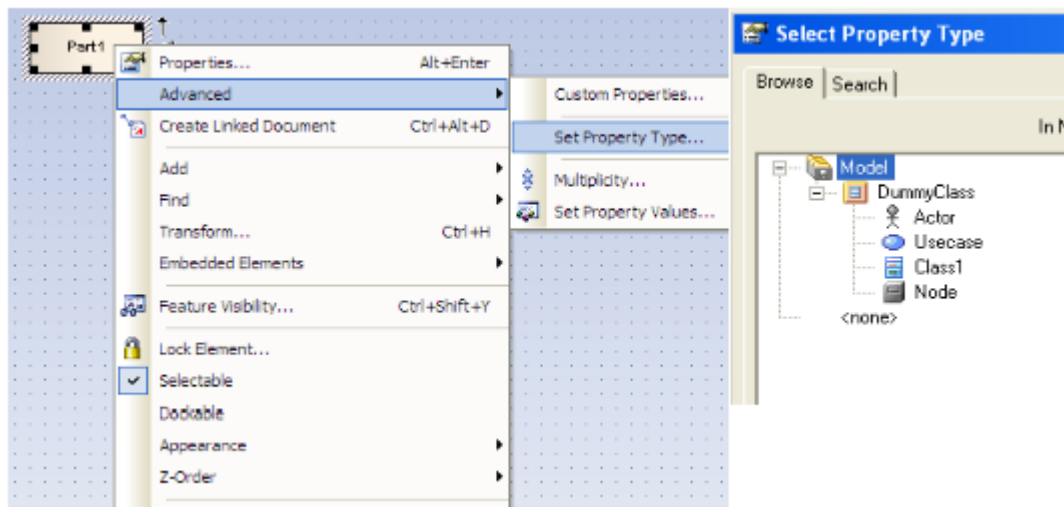 Part1
Properties... Alt+Enter
Advanced
Create Linked Document Ctrl+Alt+D
Add
Find
Transform... Ctrl+H
Embedded Elements
Feature Visibility... Ctrl+Shift+Y
Lock Element...
Selectable
Dockable
Appearance
Z-Order
Custom Properties...
Set Property Type...
Multiplicity...
Set Property Values...
Select Property Type
Browse Search
In
Model
DummyClass
Actor
Usecase
Class1
Node
<none>